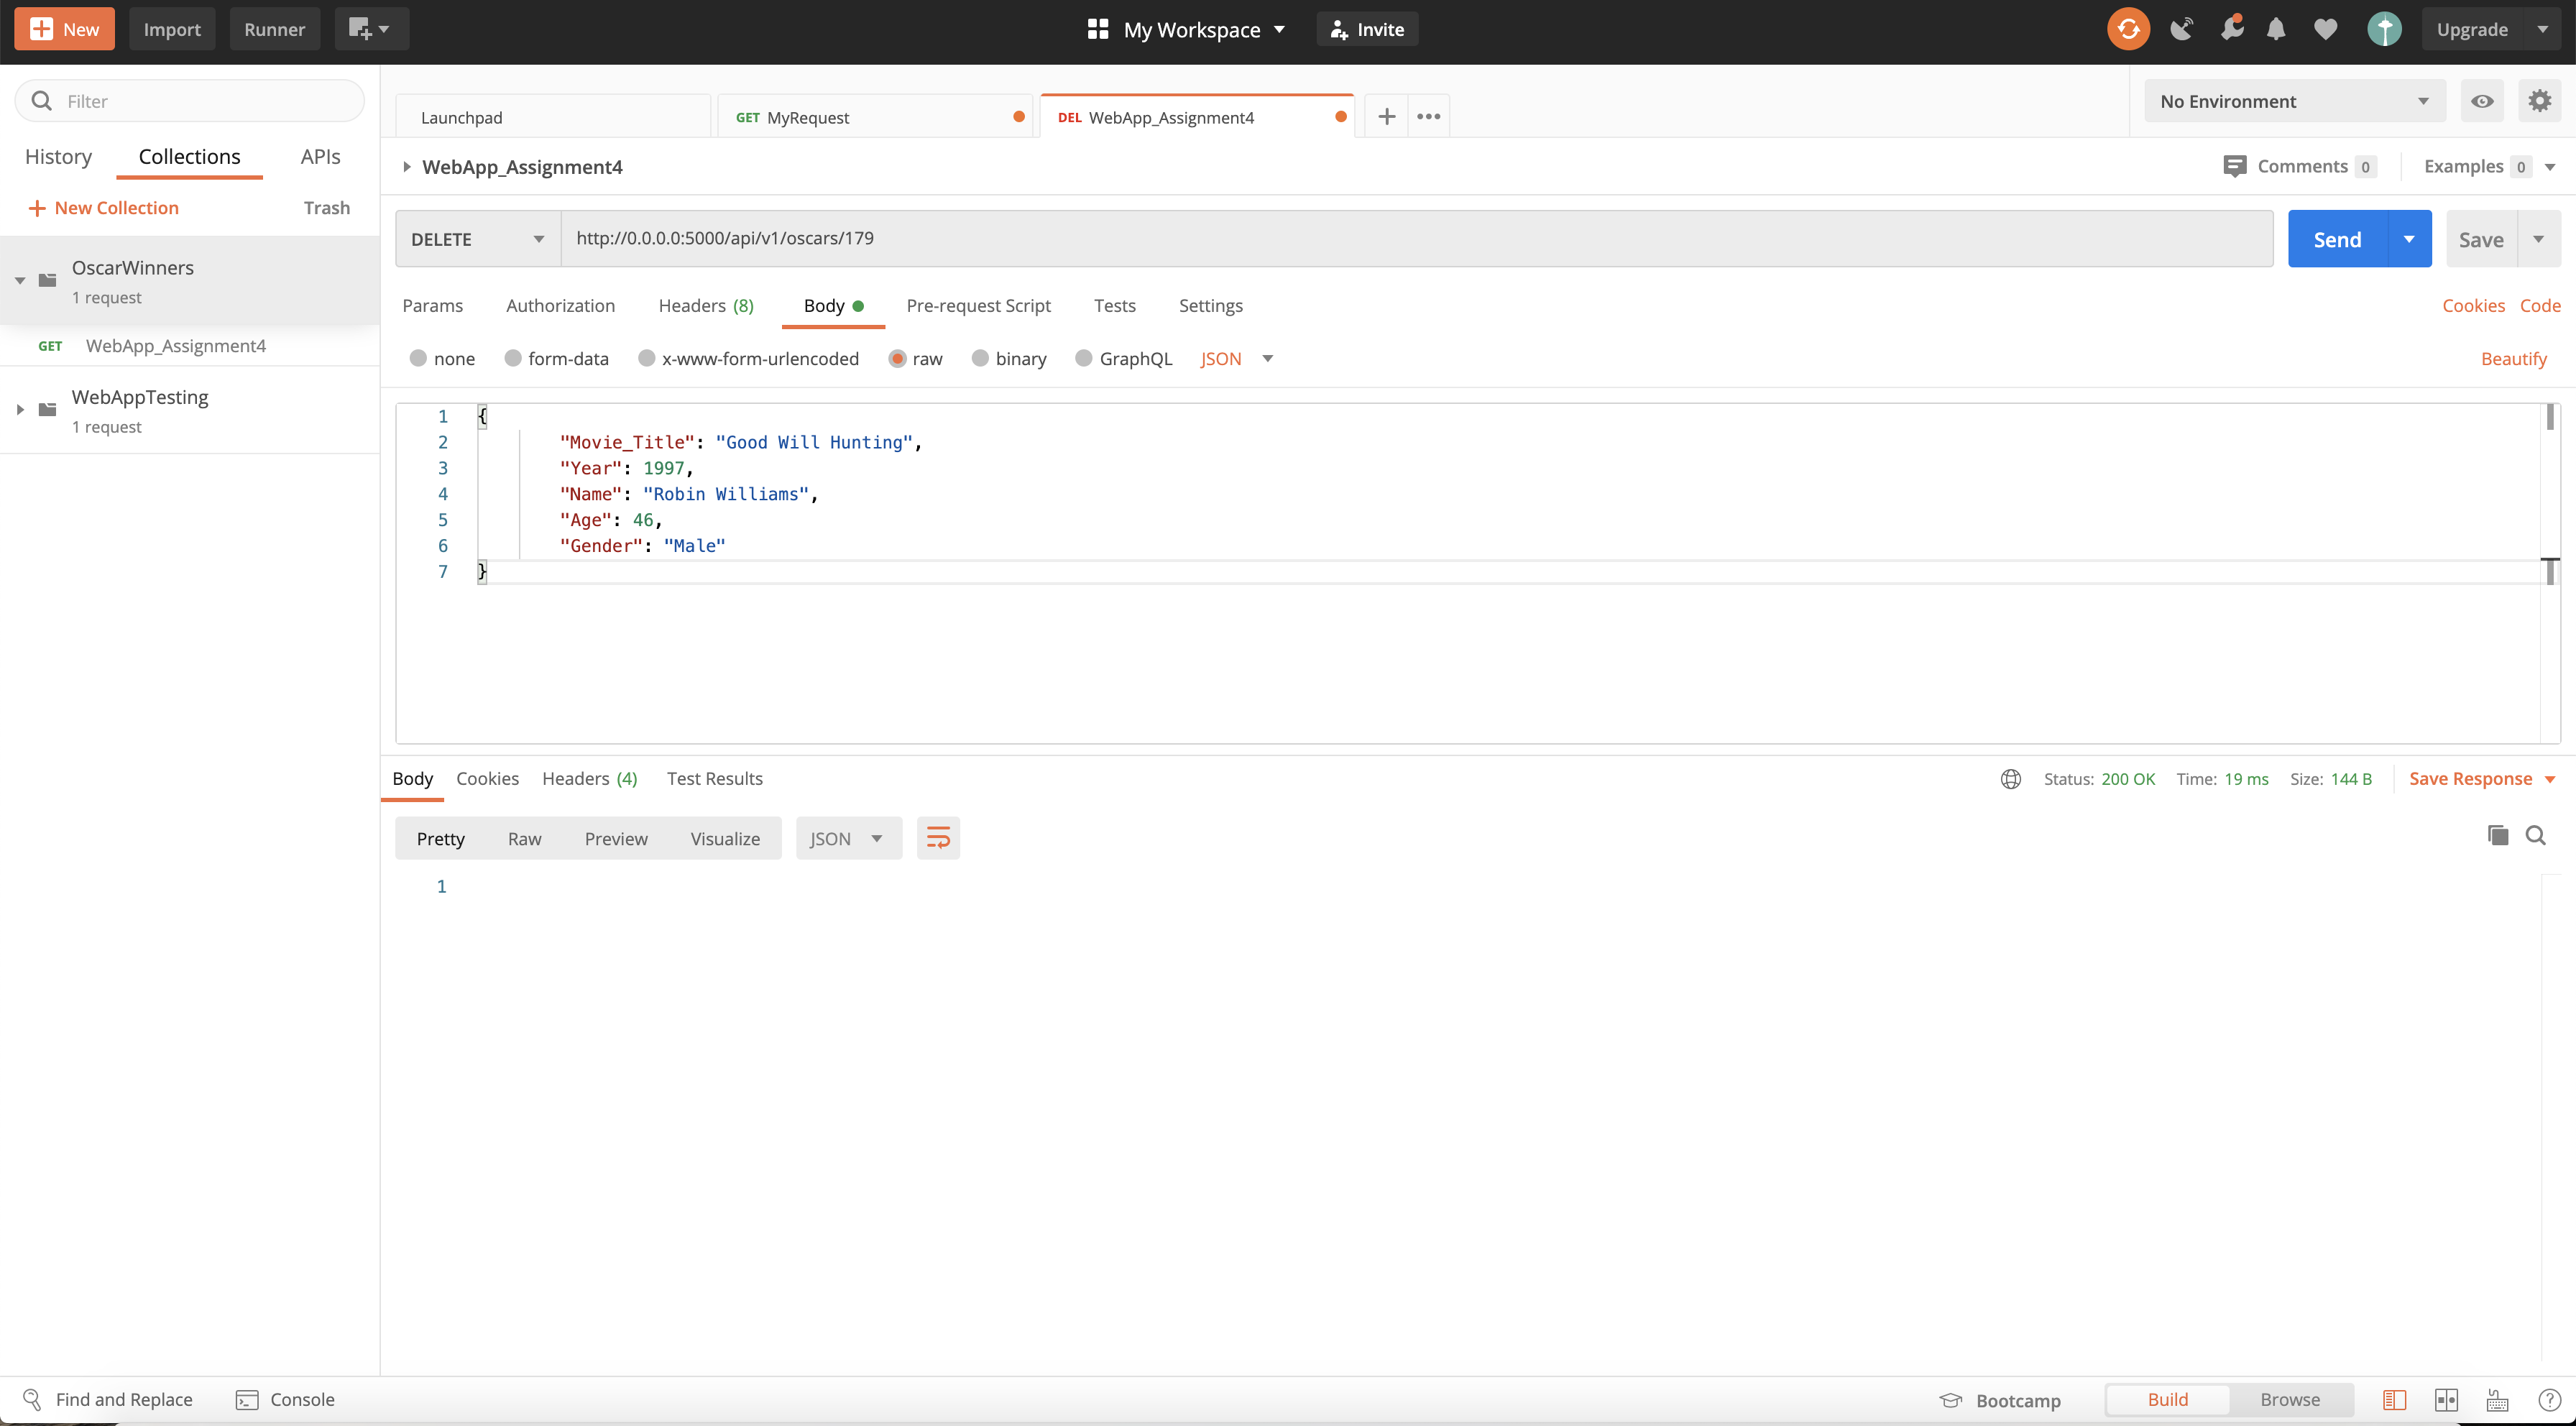 New
Import
Runner
My Workspace
Invite
Upgrade
Filter
History
Collections
APIs
New Collection
Trash
OscarWinners
1 request
GET WebApp_Assignment4
WebAppTesting
1 request
Launchpad
GET MyRequest
DEL WebApp_Assignment4
No Environment
WebApp_Assignment4
Comments 0
Examples 0
DELETE
http://0.0.0.0:5000/api/v1/oscars/179
Send
Save
Params
Authorization
Headers (8)
Body
Pre-request Script
Tests
Settings
Cookies
Code
none
form-data
x-www-form-urlencoded
raw
binary
GraphQL
JSON
Beautify
1 {
2 "Movie_Title": "Good Will Hunting",
3 "Year": 1997,
4 "Name": "Robin Williams",
5 "Age": 46,
6 "Gender": "Male"
7 }
Body
Cookies
Headers (4)
Test Results
Status: 200 OK
Time: 19 ms
Size: 144 B
Save Response
Pretty
Raw
Preview
Visualize
JSON
1
Find and Replace
Console
Bootcamp
Build
Browse